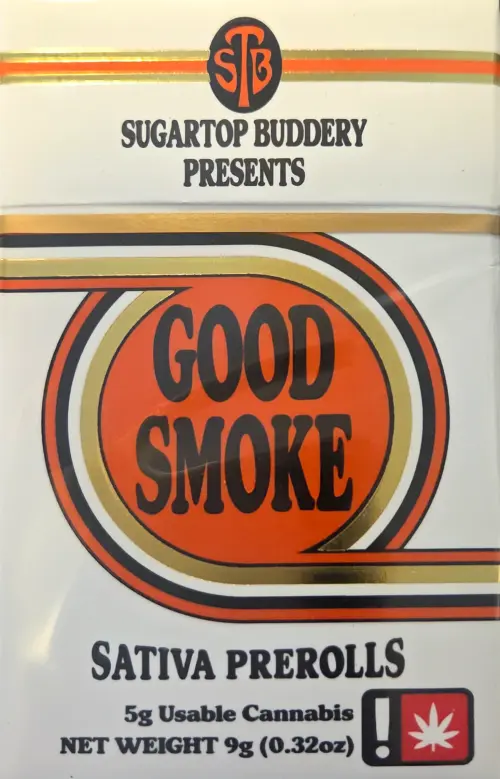 STB
SUGARTOP BUDDERY
PRESENTS
GOOD
SMOKE
SATIVA PREROLLS
5g Usable Cannabis
NET WEIGHT 9g (0.32oz)
!